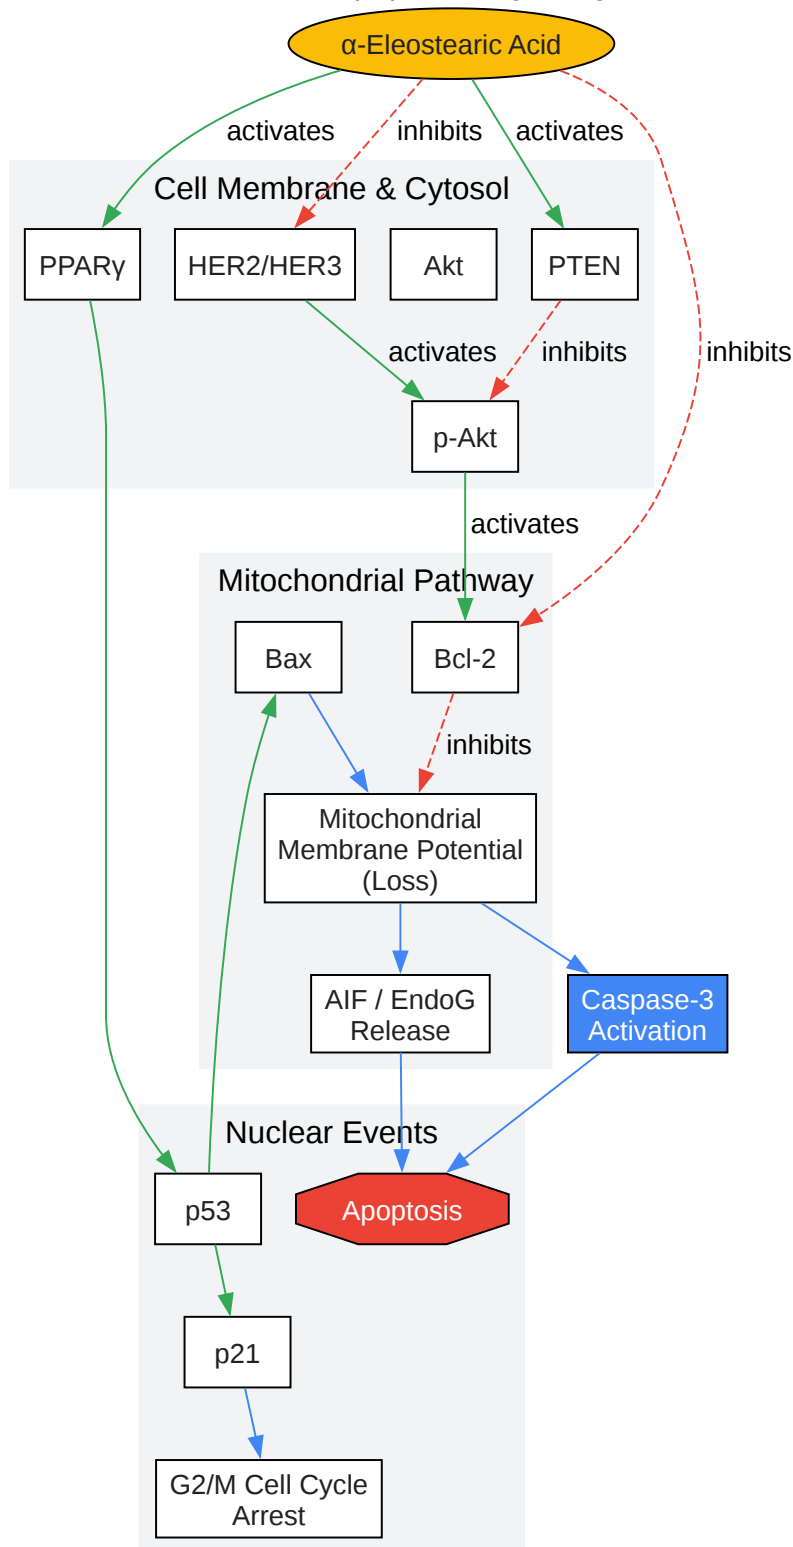 α-Eleostearic Acid
activates
inhibits
activates
Cell Membrane & Cytosol
PPARγ
HER2/HER3
Akt
PTEN
activates
inhibits
inhibits
p-Akt
activates
Mitochondrial Pathway
Bax
Bcl-2
inhibits
Mitochondrial
Membrane Potential
(Loss)
AIF / EndoG
Release
Caspase-3
Activation
Nuclear Events
p53
Apoptosis
p21
G2/M Cell Cycle
Arrest